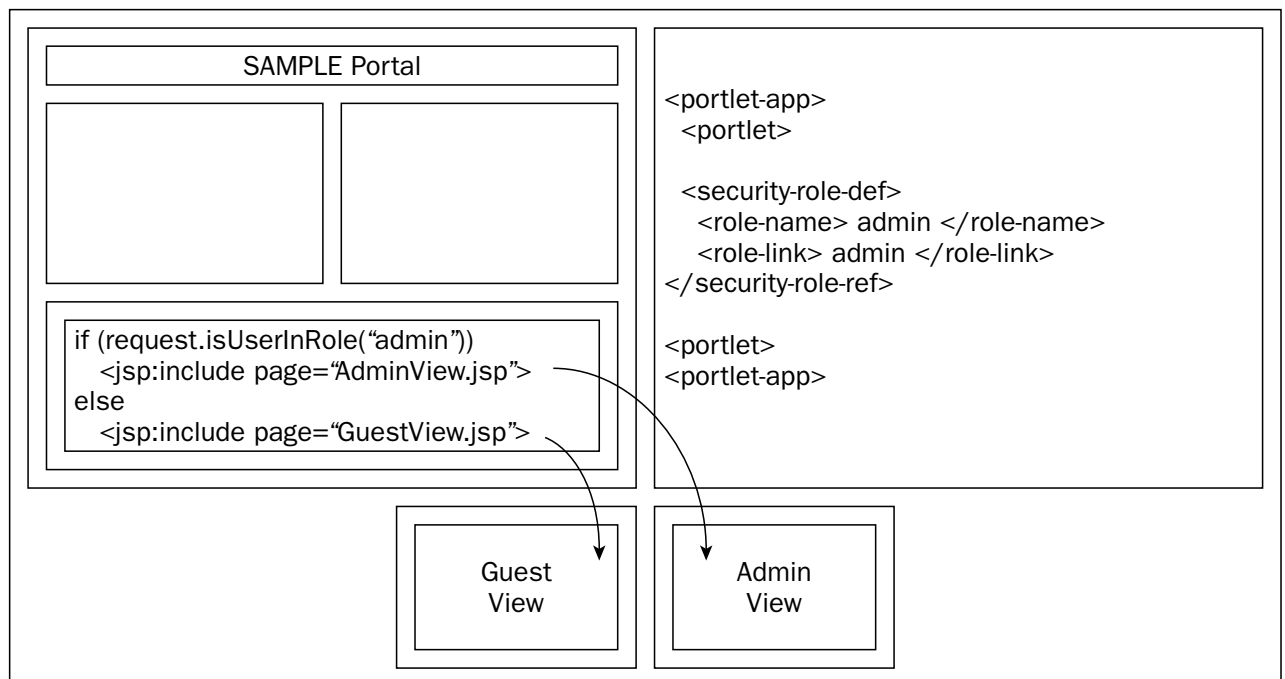 SAMPLE Portal
if (request.isUserInRole(“admin”))
<jsp:include page=“AdminView.jsp”>
else
<jsp:include page=“GuestView.jsp”>
<portlet-app>
<portlet>
<security-role-def>
<role-name> admin </role-name>
<role-link> admin </role-link>
</security-role-ref>
<portlet>
<portlet-app>
Guest
View
Admin
View